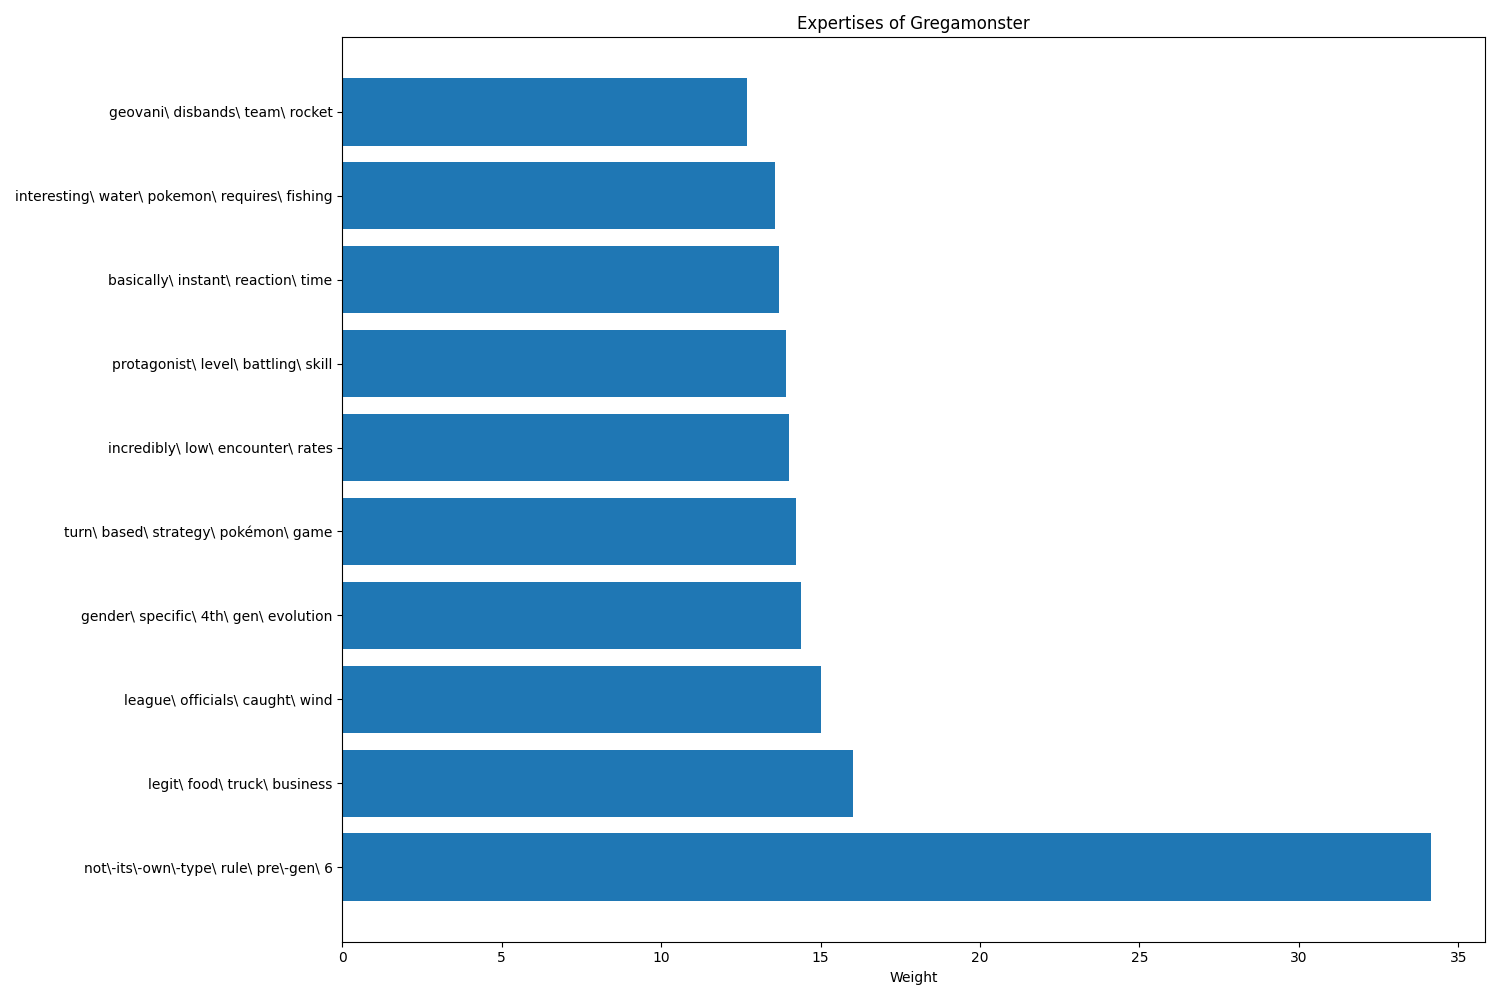 Expertises of Gregamonster
geovani\ disbands\ team\ rocket
interesting\ water\ pokemon\ requires\ fishing
basically\ instant\ reaction\ time
protagonist\ level\ battling\ skill
incredibly\ low\ encounter\ rates
turn\ based\ strategy\ pokémon\ game
gender\ specific\ 4th\ gen\ evolution
league\ officials\ caught\ wind
legit\ food\ truck\ business
not\-its\-own\-type\ rule\ pre\-gen\ 6
0 5 10 15 20 25 30 35
Weight